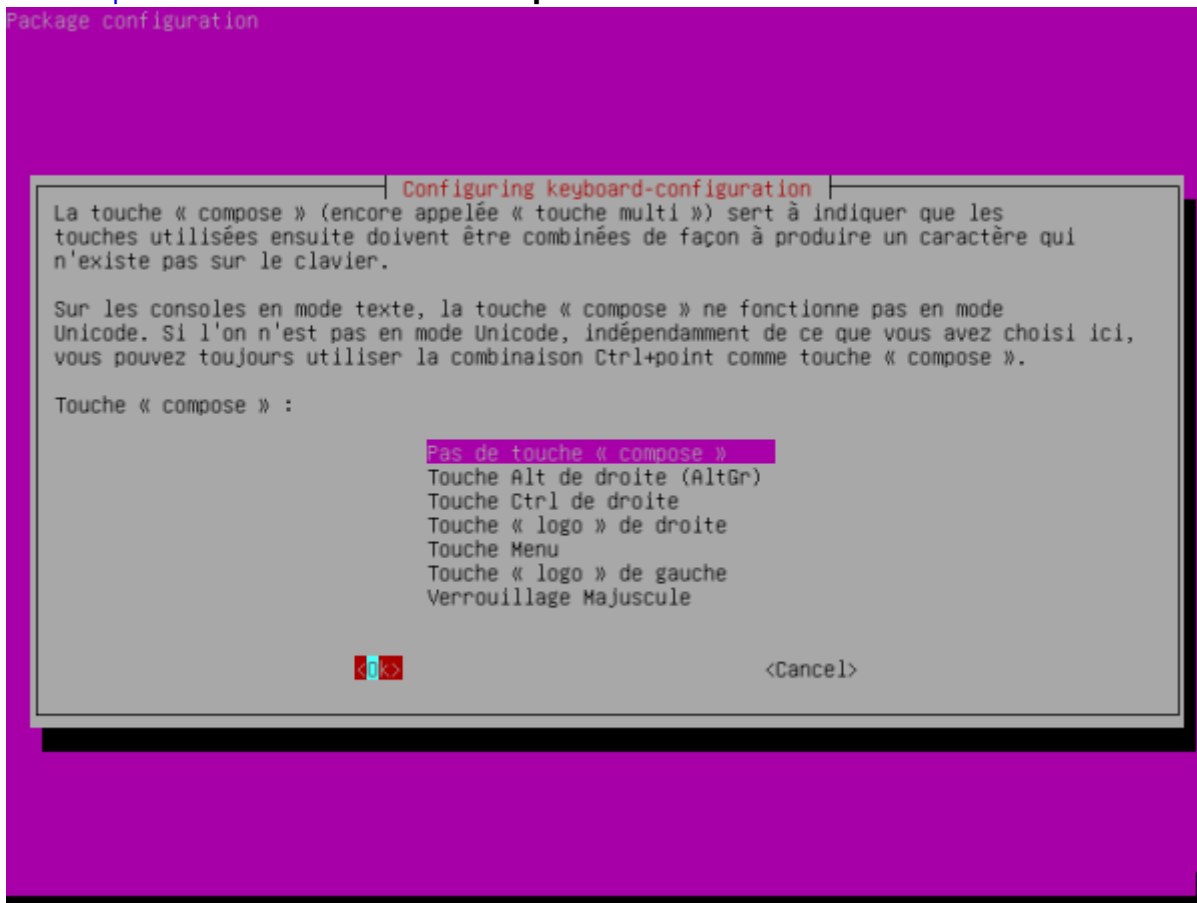 Package configuration
Configuring keyboard-configuration
La touche « compose » (encore appelée « touche multi ») sert à indiquer que les
touches utilisées ensuite doivent être combinées de façon à produire un caractère qui
n'existe pas sur le clavier.
Sur les consoles en mode texte, la touche « compose » ne fonctionne pas en mode
Unicode. Si l'on n'est pas en mode Unicode, indépendamment de ce que vous avez choisi ici,
vous pouvez toujours utiliser la combinaison Ctrl+point comme touche « compose ».
Touche « compose » :
Pas de touche « compose »
Touche Alt de droite (AltGr)
Touche Ctrl de droite
Touche « logo » de droite
Touche Menu
Touche « logo » de gauche
Verrouillage Majuscule
<Ok> <Cancel>